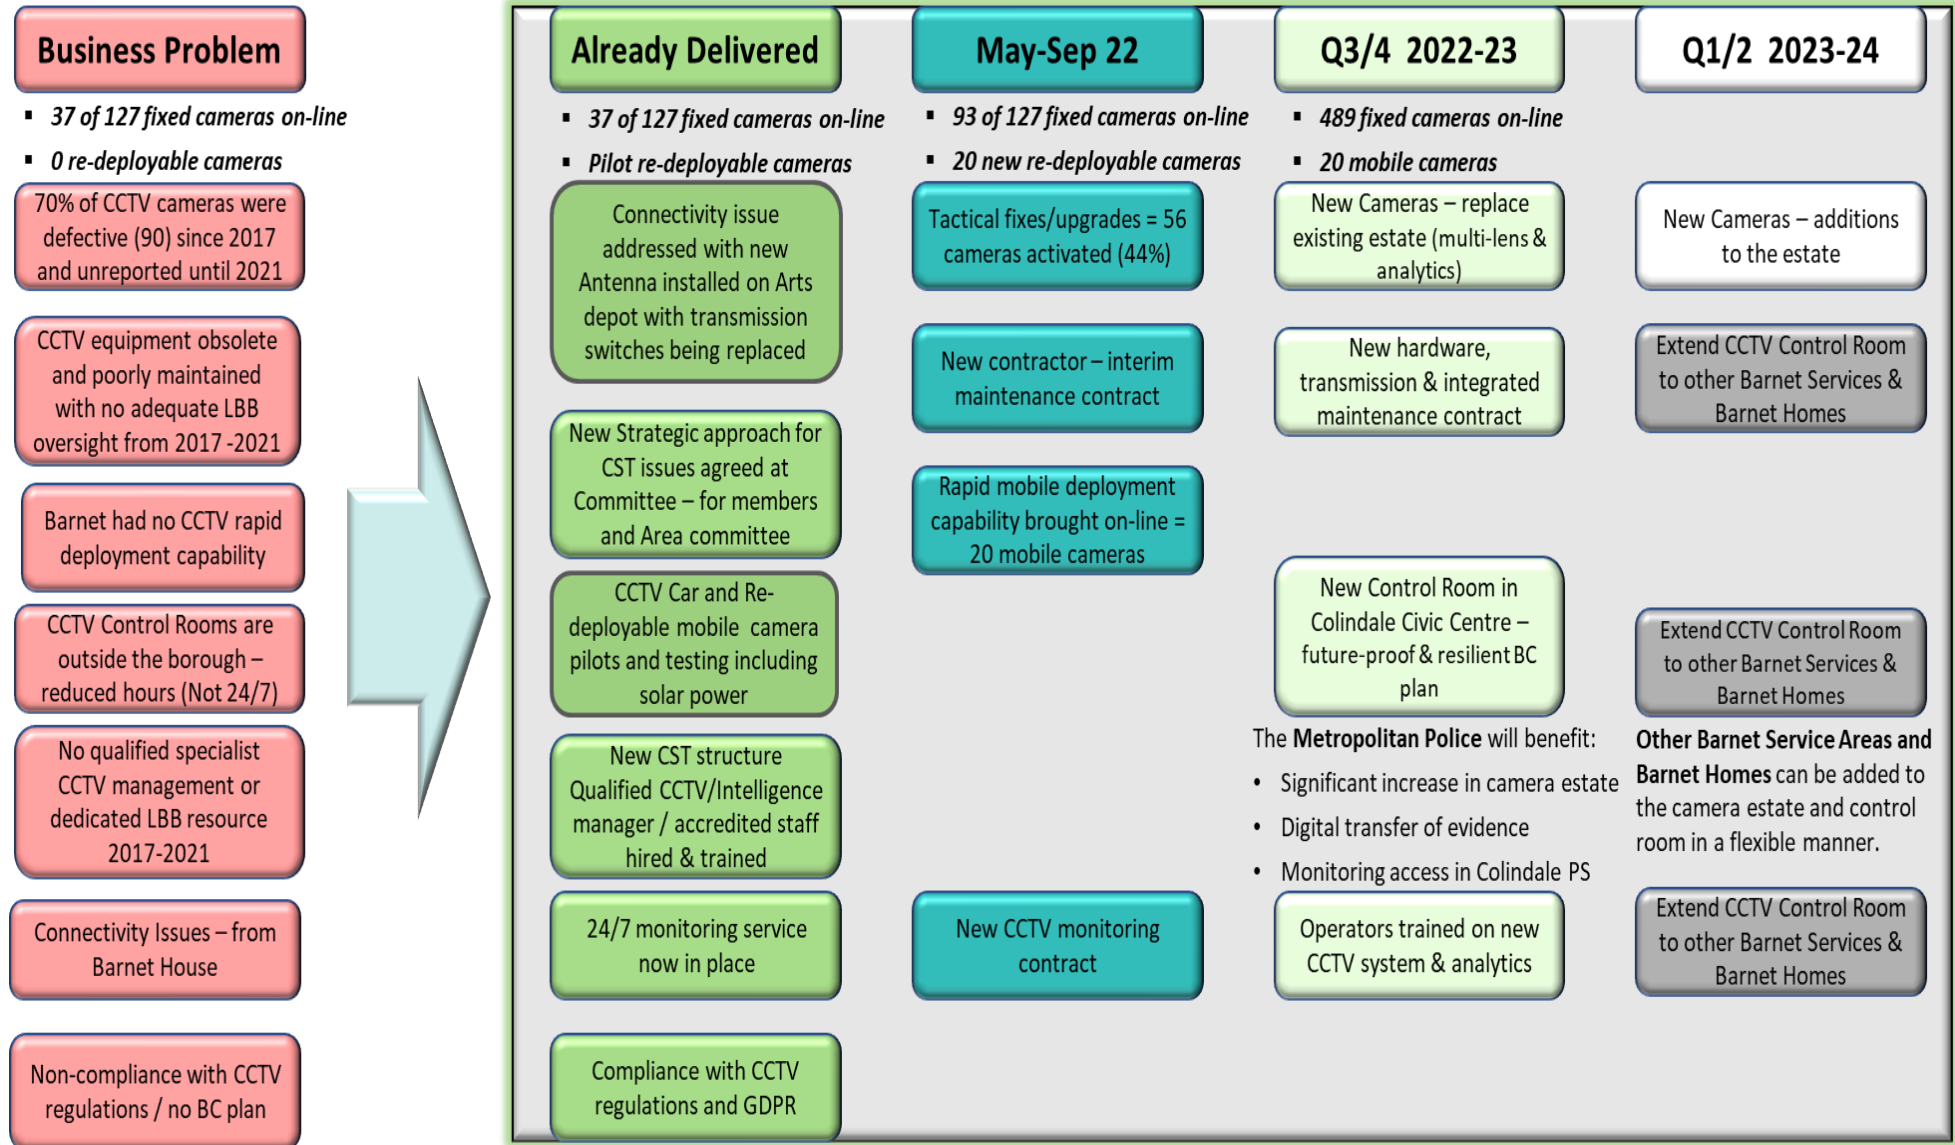 Business Problem
▪ 37 of 127 fixed cameras on-line
▪ 0 re-deployable cameras
70% of CCTV cameras were
defective (90) since 2017
and unreported until 2021
CCTV equipment obsolete
and poorly maintained
with no adequate LBB
oversight from 2017 -2021
Barnet had no CCTV rapid
deployment capability
CCTV Control Rooms are
outside the borough –
reduced hours (Not 24/7)
No qualified specialist
CCTV management or
dedicated LBB resource
2017-2021
Connectivity Issues – from
Barnet House
Non-compliance with CCTV
regulations / no BC plan
Already Delivered
▪ 37 of 127 fixed cameras on-line
▪ Pilot re-deployable cameras
Connectivity issue
addressed with new
Antenna installed on Arts
depot with transmission
switches being replaced
New Strategic approach for
CST issues agreed at
Committee – for members
and Area committee
CCTV Car and Re-
deployable mobile camera
pilots and testing including
solar power
New CST structure
Qualified CCTV/Intelligence
manager / accredited staff
hired & trained
24/7 monitoring service
now in place
Compliance with CCTV
regulations and GDPR
May-Sep 22
▪ 93 of 127 fixed cameras on-line
▪ 20 new re-deployable cameras
Tactical fixes/upgrades = 56
cameras activated (44%)
New contractor – interim
maintenance contract
Rapid mobile deployment
capability brought on-line =
20 mobile cameras
New CCTV monitoring
contract
Q3/4 2022-23
▪ 489 fixed cameras on-line
▪ 20 mobile cameras
New Cameras – replace
existing estate (multi-lens &
analytics)
New hardware,
transmission & integrated
maintenance contract
New Control Room in
Colindale Civic Centre –
future-proof & resilient BC
plan
The Metropolitan Police will benefit:
• Significant increase in camera estate
• Digital transfer of evidence
• Monitoring access in Colindale PS
Operators trained on new
CCTV system & analytics
Q1/2 2023-24
New Cameras – additions
to the estate
Extend CCTV Control Room
to other Barnet Services &
Barnet Homes
Extend CCTV Control Room
to other Barnet Services &
Barnet Homes
Other Barnet Service Areas and
Barnet Homes can be added to
the camera estate and control
room in a flexible manner.
Extend CCTV Control Room
to other Barnet Services &
Barnet Homes